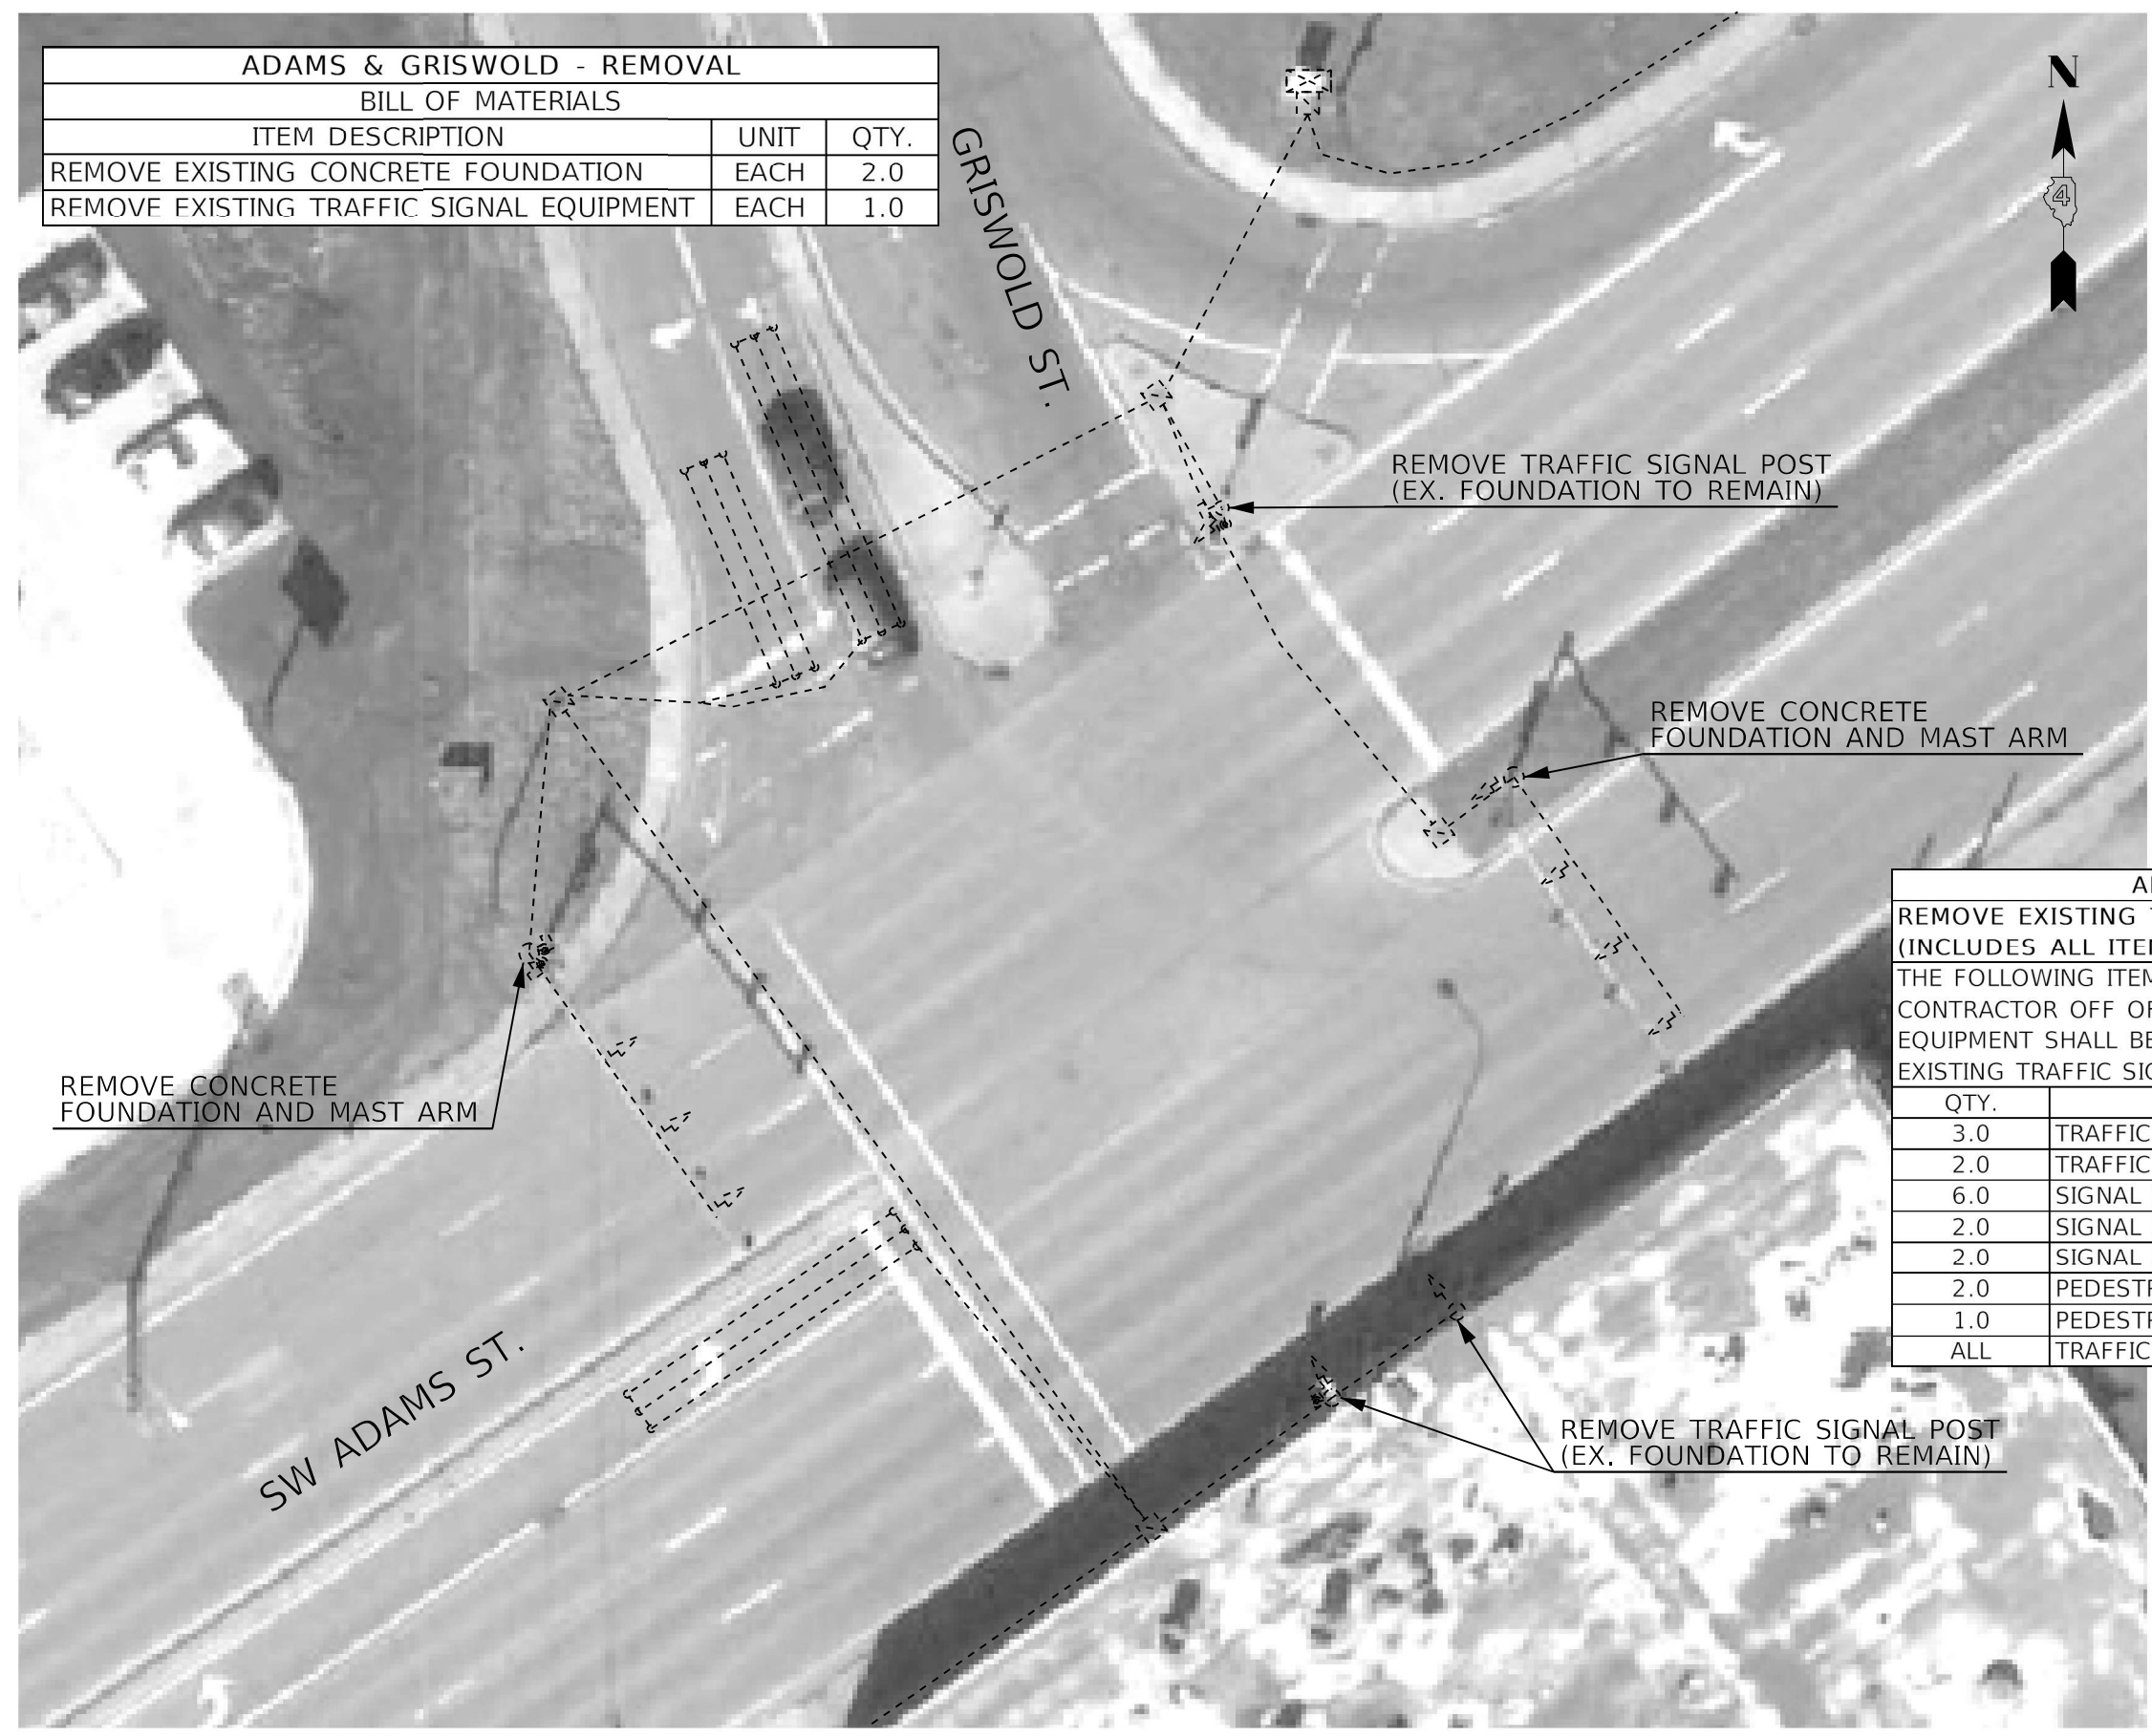 ADAMS & GRISWOLD - REMOVAL
BILL OF MATERIALS
ITEM DESCRIPTION UNIT QTY.
REMOVE EXISTING CONCRETE FOUNDATION EACH 2.0
REMOVE EXISTING TRAFFIC SIGNAL EQUIPMENT EACH 1.0
N
4
GRISWOLD ST.
REMOVE TRAFFIC SIGNAL POST
(EX. FOUNDATION TO REMAIN)
REMOVE CONCRETE
FOUNDATION AND MAST ARM
REMOVE CONCRETE
FOUNDATION AND MAST ARM
REMOVE EXISTING
(INCLUDES ALL
THE FOLLOWING
CONTRACTOR OFF
EQUIPMENT SHALL
EXISTING TRAFFIC
QTY.
3.0 TRAFFIC
2.0 TRAFFIC
6.0 SIGNAL
2.0 SIGNAL
2.0 SIGNAL
2.0
1.0
ALL TRAFFIC
SW ADAMS ST.
REMOVE TRAFFIC SIGNAL POST
(EX. FOUNDATION TO REMAIN)